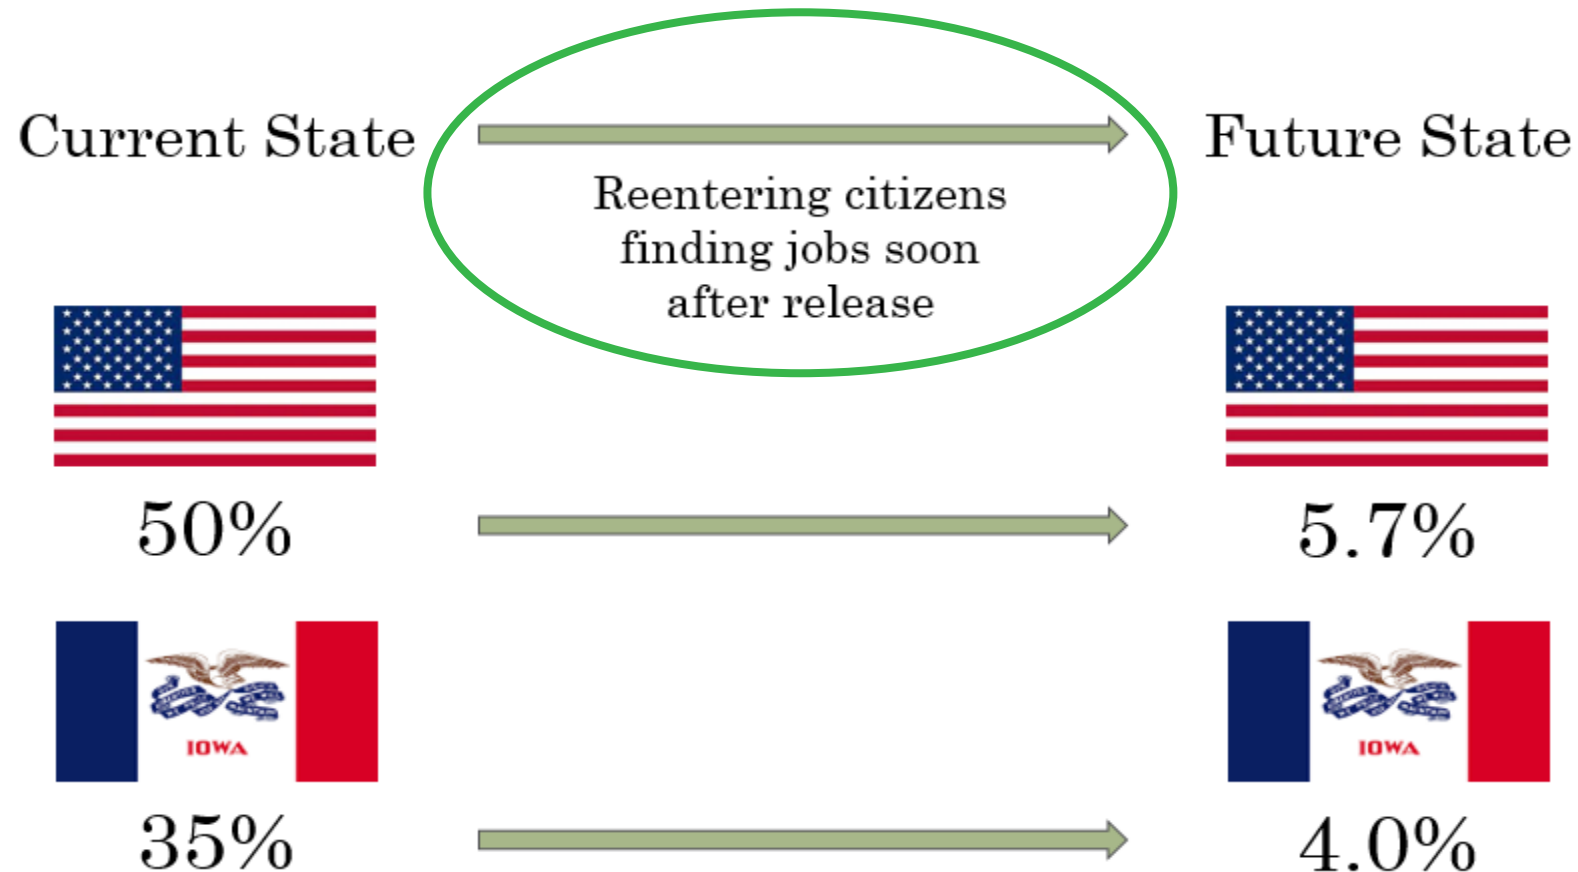 Current State
Future State
Reentering citizens
finding jobs soon
after release
50%
5.7%
IOWA
IOWA
35%
4.0%